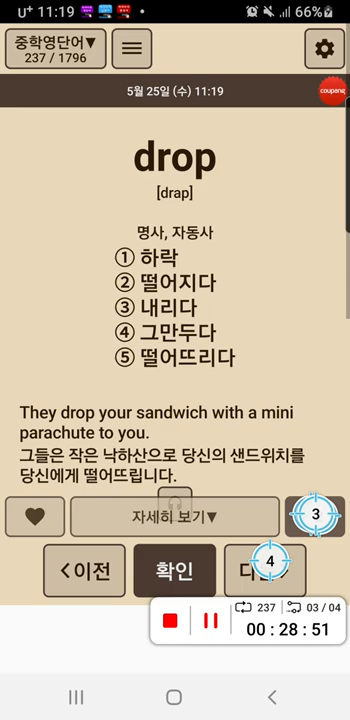 U+ 11:19 66%
중학영단어▼
237 / 1796
5월 25일 (수) 11:19
coupang
drop
[drap]
명사, 자동사
① 하락
② 떨어지다
③ 내리다
④ 그만두다
⑤ 떨어뜨리다
They drop your sandwich with a mini
parachute to you.
그들은 작은 낙하산으로 당신의 샌드위치를
당신에게 떨어뜨립니다.
자세히 보기▼
3
<이전
확인
4
237 03 / 04
00 : 28 : 51